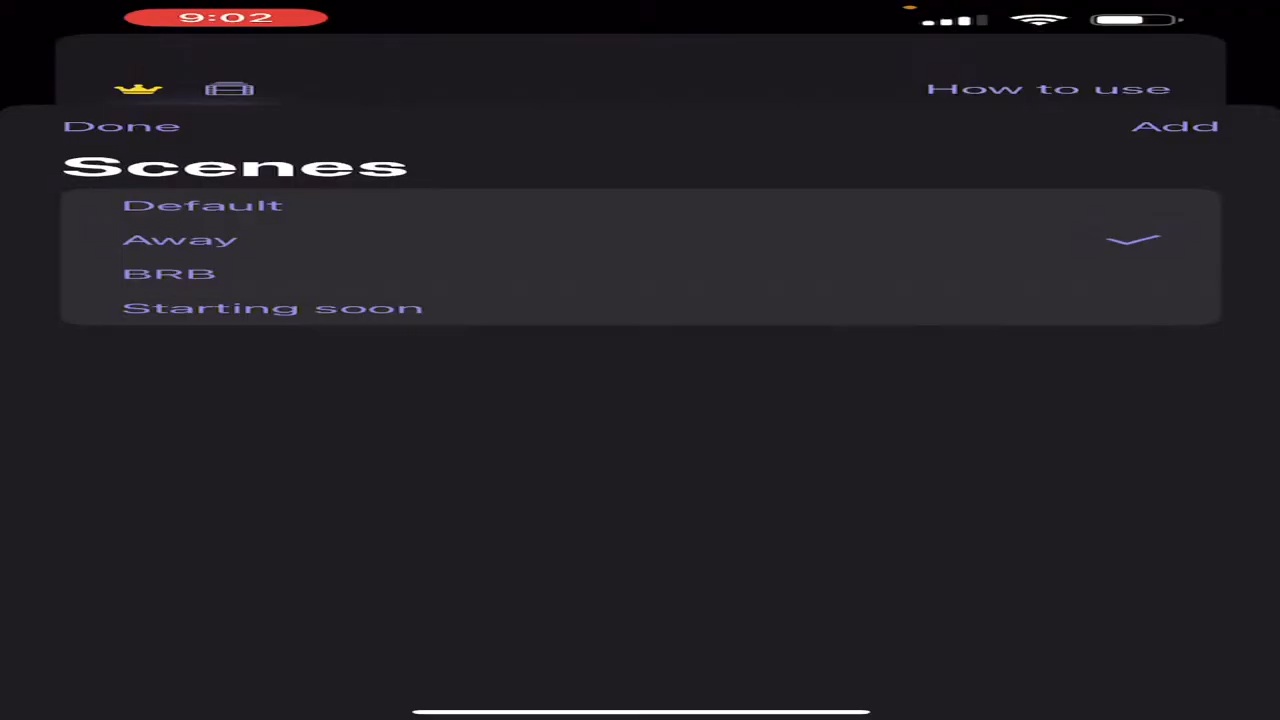 9:02
How to use
Done
Add
Scenes
Default
Away
BRB
Starting soon